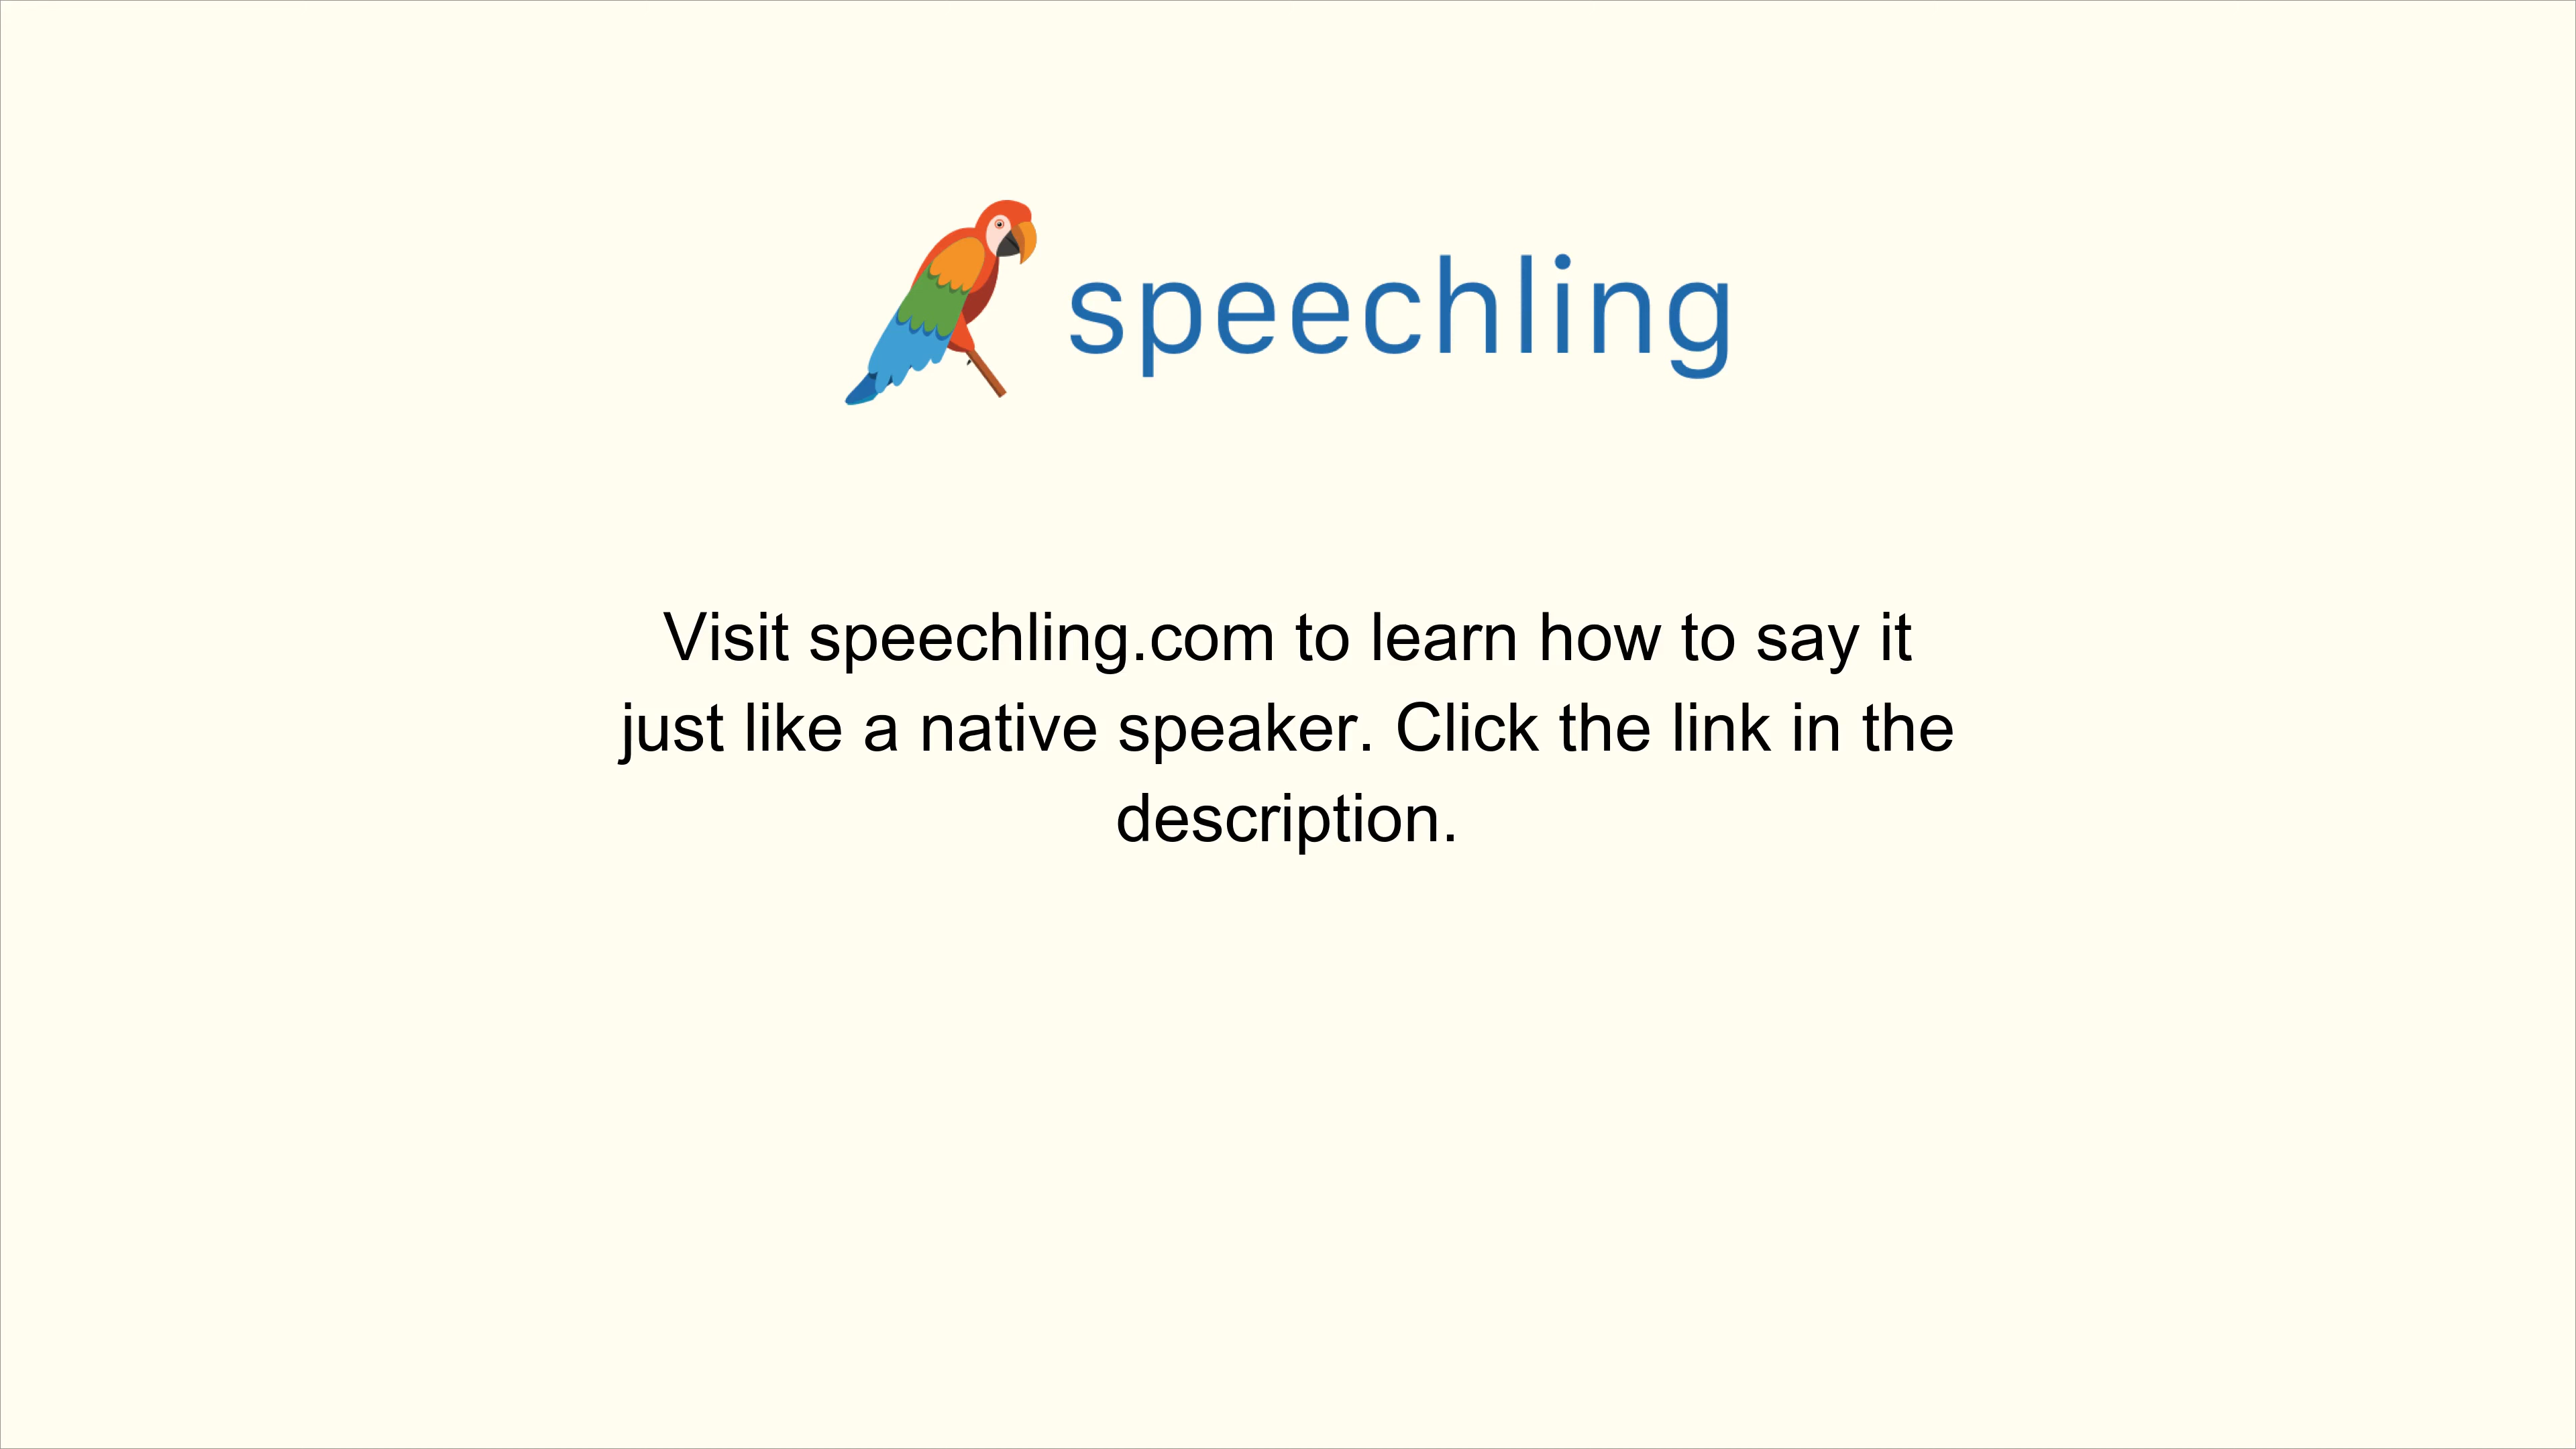 speechling
Visit speechling.com to learn how to say it
just like a native speaker. Click the link in the
description.